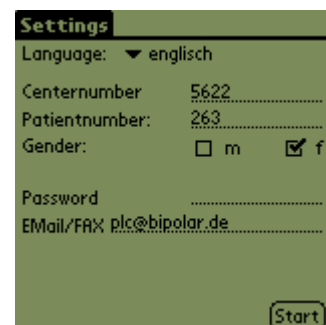 Settings
Language: englisch
Centernumber 5622
Patientnumber: 263
Gender: m f
Password
EMail/FAX plc@bipolar.de
Start